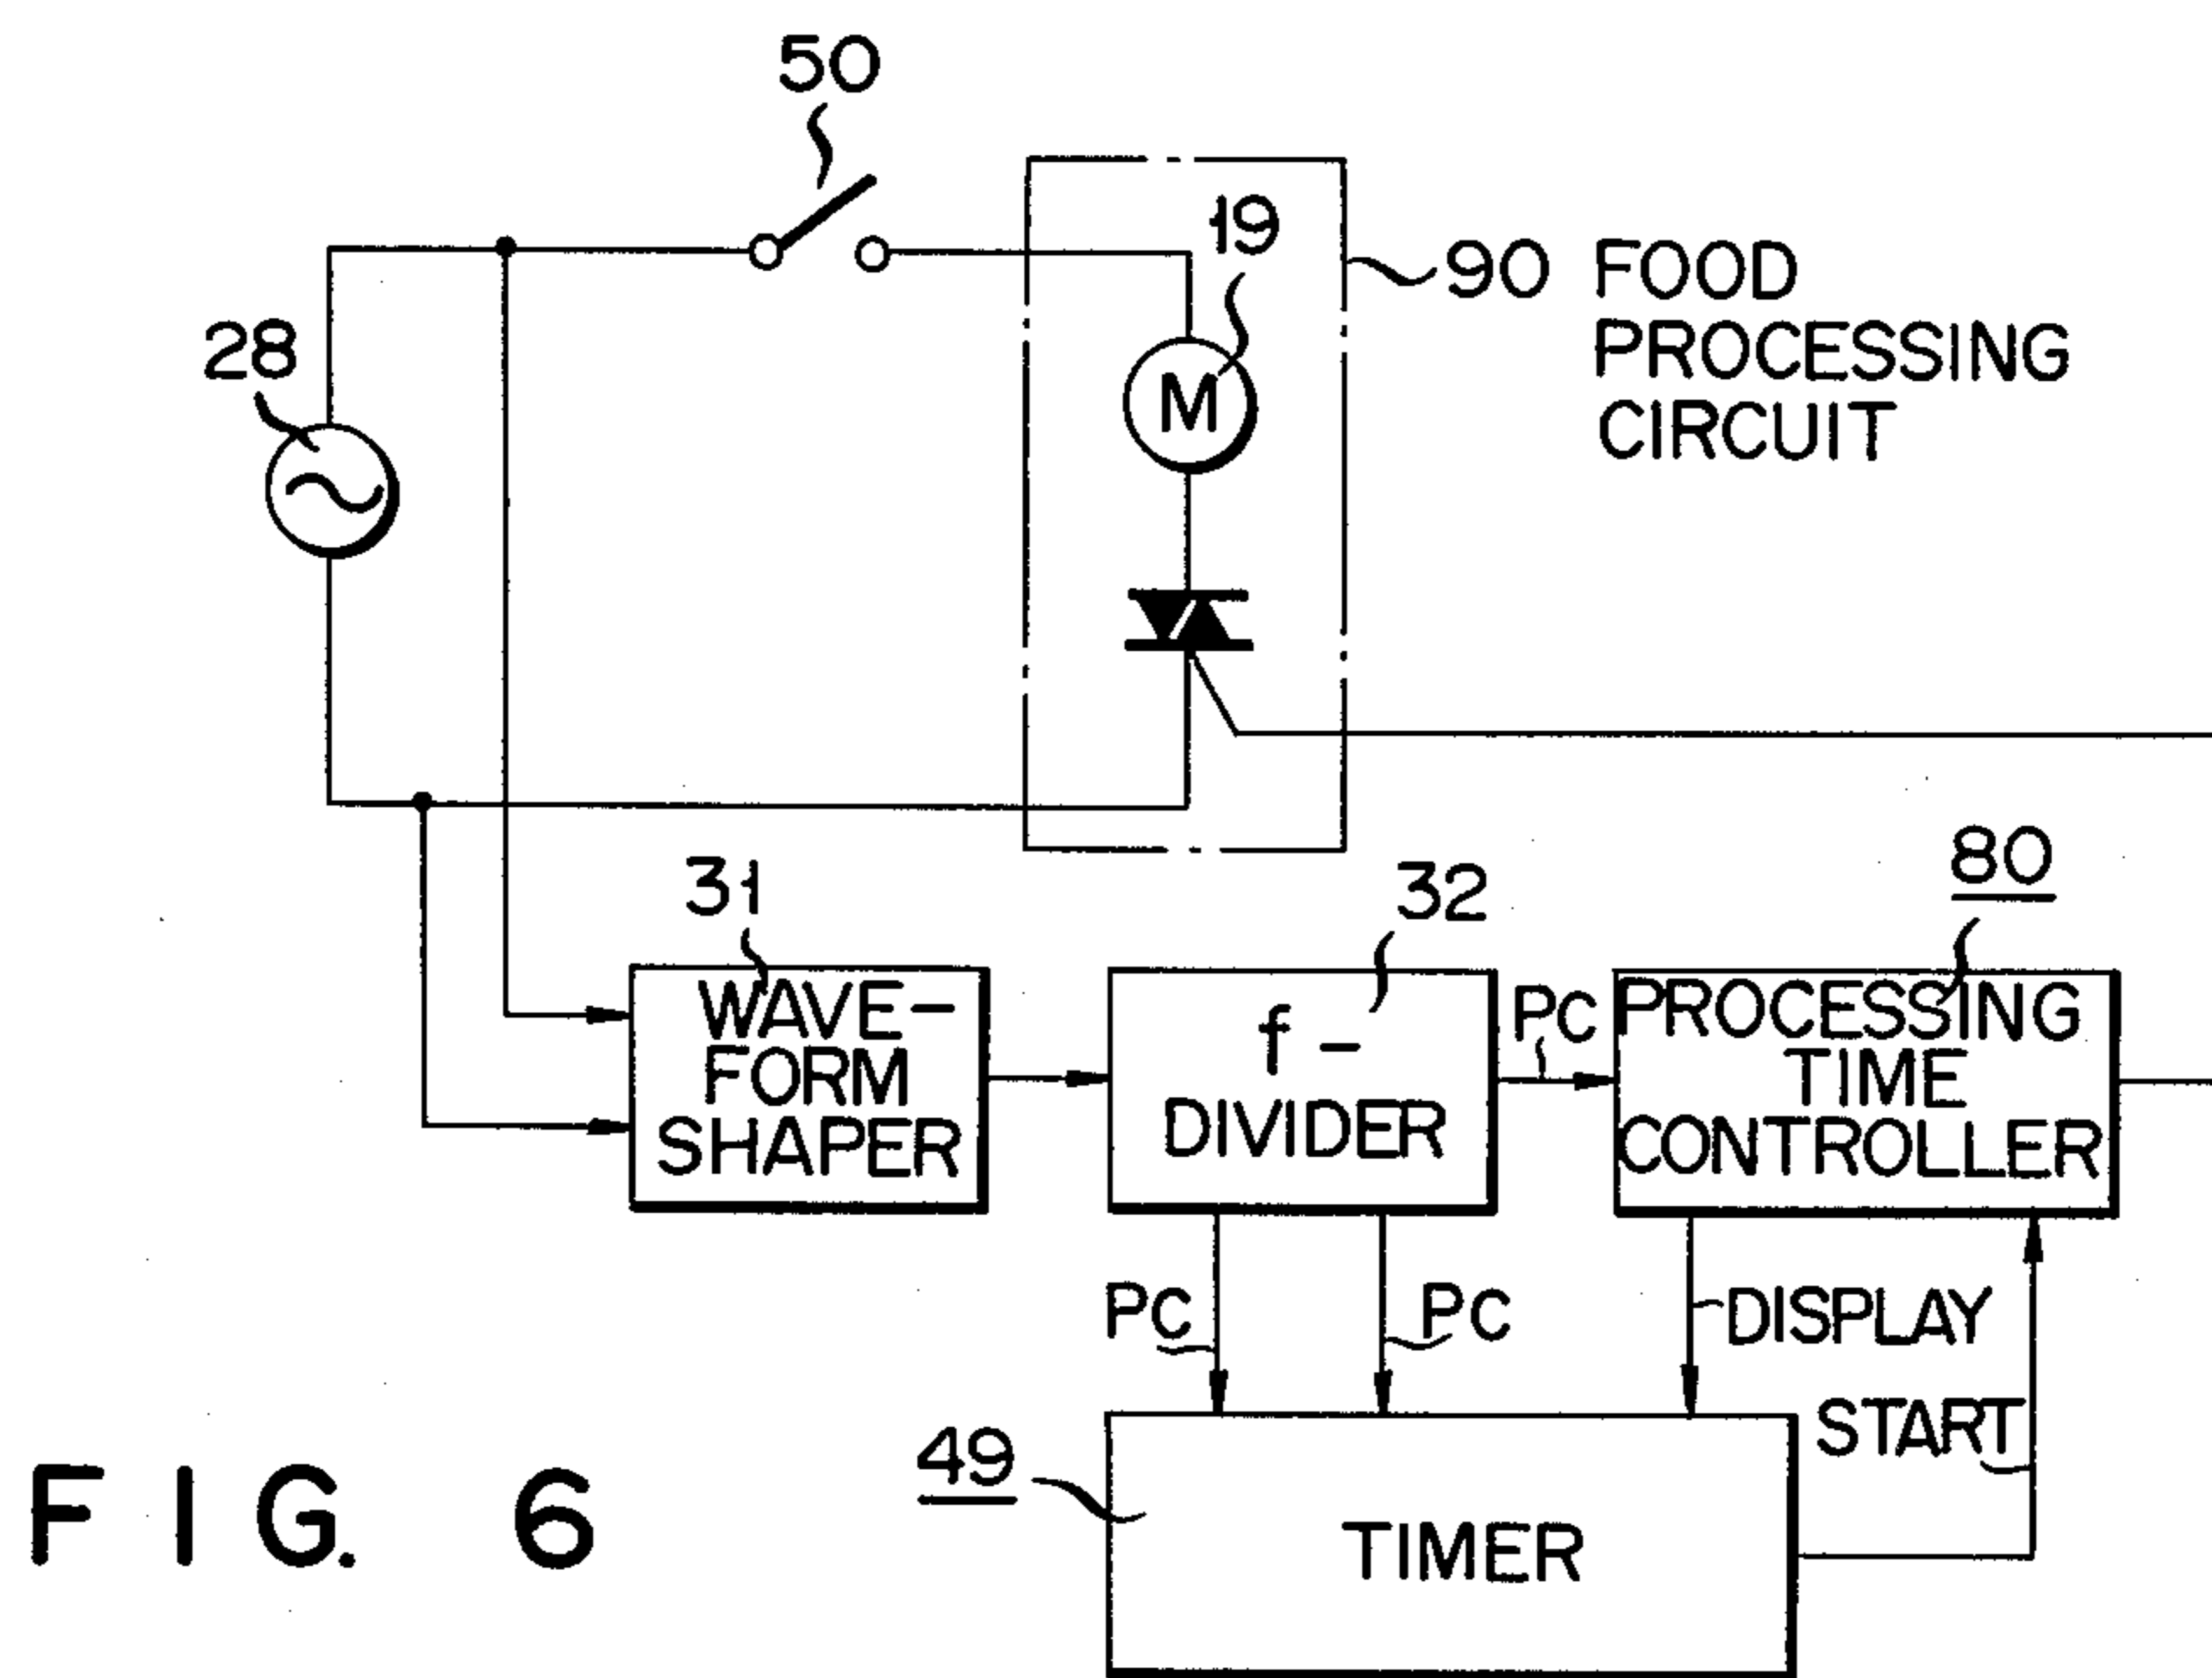 50
19
90 FOOD
PROCESSING
CIRCUIT
28
M
31
32
80
WAVE-
FORM
SHAPER
f-
DIVIDER
PC
PROCESSING
TIME
CONTROLLER
PC
PC
DISPLAY
START
49
TIMER
FIG. 6